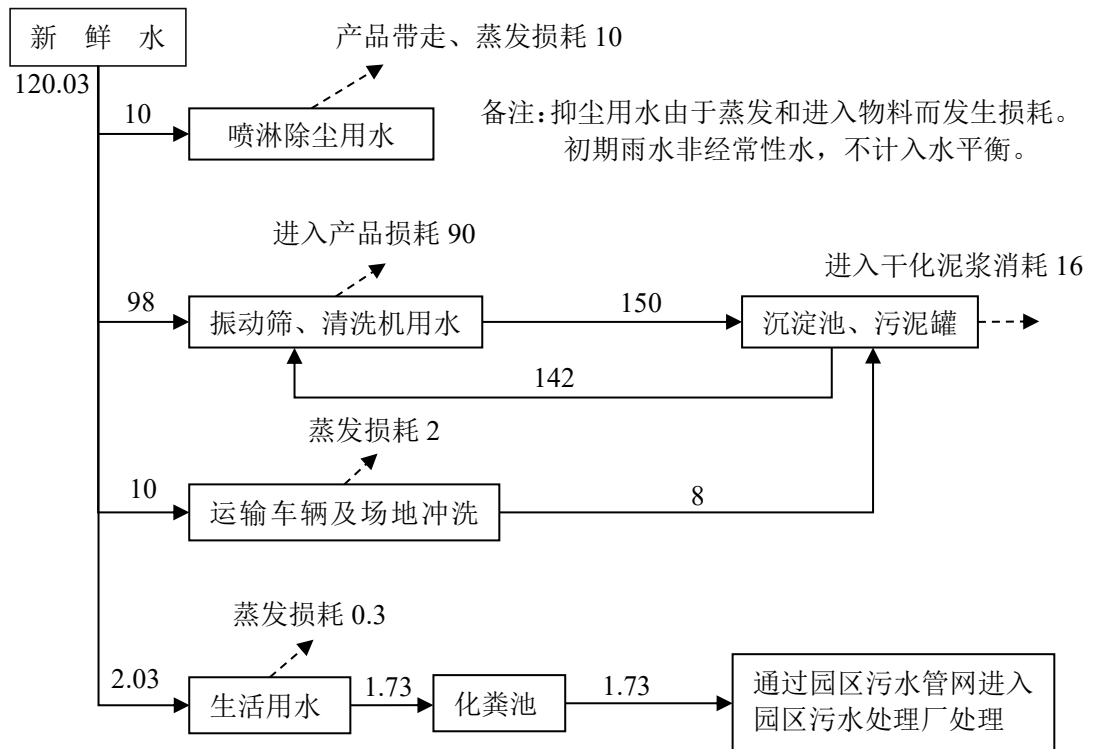 新 鲜 水
120.03
产品带走、蒸发损耗 10
10
喷淋除尘用水
备注：抑尘用水由于蒸发和进入物料而发生损耗。
初期雨水非经常性水，不计入水平衡。
进入产品损耗 90
进入干化泥浆消耗 16
98
振动筛、清洗机用水
150
沉淀池、污泥罐
142
蒸发损耗 2
10
运输车辆及场地冲洗
8
蒸发损耗 0.3
2.03
生活用水
1.73
化粪池
1.73
通过园区污水管网进入
园区污水处理厂处理